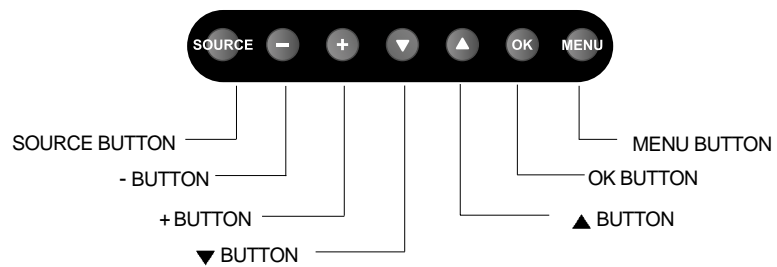 SOURCE − + ▼ ▲ OK MENU
SOURCE BUTTON MENU BUTTON
- BUTTON OK BUTTON
+ BUTTON ▲ BUTTON
▼ BUTTON